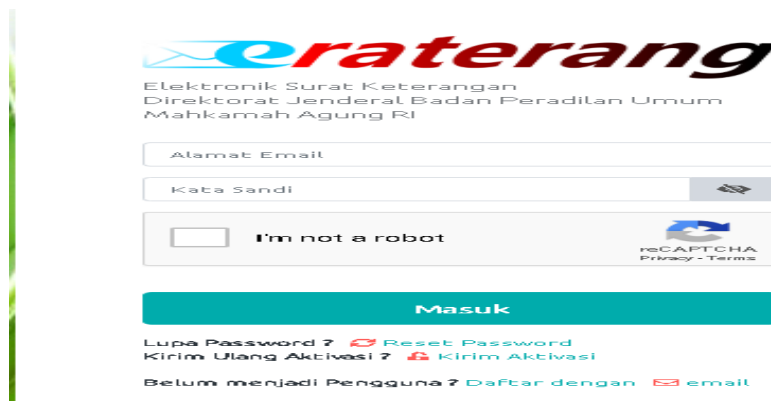 eraterang
Elektronik Surat Keterangan
Direktorat Jenderal Badan Peradilan Umum
Mahkamah Agung RI
Alamat Email
Kata Sandi
I'm not a robot
reCAPTCHA
Privacy - Terms
Masuk
Lupa Password ? Reset Password
Kirim Ulang Aktivasi ? Kirim Aktivasi
Belum menjadi Pengguna ? Daftar dengan email